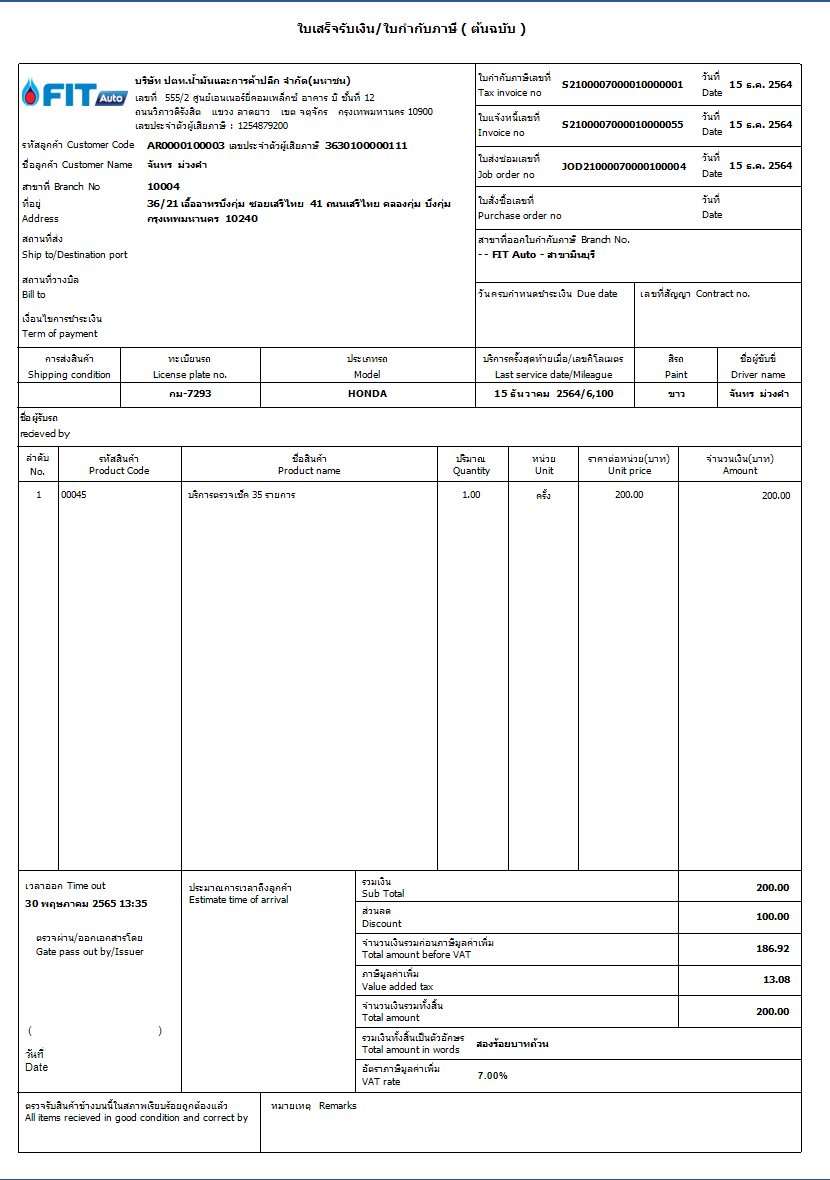 ใบเสร็จรับเงิน/ใบกำกับภาษี ( ต้นฉบับ )
FIT Auto
บริษัท ปตท.น้ำมันและการค้าปลีก จำกัด(มหาชน)
เลขที่ 555/2 ศูนย์เอนเนอร์ยี่คอมเพล็กซ์ อาคาร บี ชั้นที่ 12
ถนนวิภาวดีรังสิต แขวง ลาดยาว เขต จตุจักร กรุงเทพมหานคร 10900
เลขประจำตัวผู้เสียภาษี : 1254879200
รหัสลูกค้า Customer Code AR0000100003 เลขประจำตัวผู้เสียภาษี 3630100000111
ชื่อลูกค้า Customer Name จันทร ม่วงคำ
สาขาที่ Branch No 10004
ที่อยู่ 36/21 เอื้ออาทรบึงกุ่ม ซอยเสรีไทย 41 ถนนเสรีไทย คลองกุ่ม บึงกุ่ม
Address กรุงเทพมหานคร 10240
สถานที่ส่ง
Ship to/Destination port
สถานที่วางบิล
Bill to
เงื่อนไขการชำระเงิน
Term of payment
ใบกำกับภาษีเลขที่ วันที่
Tax invoice no S2100007000010000001 Date 15 ธ.ค. 2564
ใบแจ้งหนี้เลขที่ วันที่
Invoice no S2100007000010000055 Date 15 ธ.ค. 2564
ใบสั่งซ่อมเลขที่ วันที่
Job order no JOD21000070000100004 Date 15 ธ.ค. 2564
ใบสั่งซื้อเลขที่ วันที่
Purchase order no Date
สาขาที่ออกใบกำกับภาษี Branch No.
-- FIT Auto - สาขามีนบุรี
วันครบกำหนดชำระเงิน Due date เลขที่สัญญา Contract no.
การส่งสินค้า ทะเบียนรถ ประเภทรถ บริการครั้งสุดท้ายเมื่อ/เลขกิโลเมตร สีรถ ชื่อผู้ขับขี่
Shipping condition License plate no. Model Last service date/Mileague Paint Driver name
กม-7293 HONDA 15 ธันวาคม 2564/6,100 ขาว จันทร ม่วงคำ
ชื่อผู้รับรถ
recieved by
ลำดับ รหัสสินค้า ชื่อสินค้า ปริมาณ หน่วย ราคาต่อหน่วย(บาท) จำนวนเงิน(บาท)
No. Product Code Product name Quantity Unit Unit price Amount
1 00045 บริการตรวจเช็ค 35 รายการ 1.00 ครั้ง 200.00 200.00
เวลาออก Time out
30 พฤษภาคม 2565 13:35
ตรวจผ่าน/ออกเอกสารโดย
Gate pass out by/Issuer
( )
วันที่
Date
ประมาณการเวลาถึงลูกค้า
Estimate time of arrival
รวมเงิน
Sub Total 200.00
ส่วนลด
Discount 100.00
จำนวนเงินรวมก่อนภาษีมูลค่าเพิ่ม
Total amount before VAT 186.92
ภาษีมูลค่าเพิ่ม
Value added tax 13.08
จำนวนเงินรวมทั้งสิ้น
Total amount 200.00
รวมเงินทั้งสิ้นเป็นตัวอักษร
Total amount in words สองร้อยบาทถ้วน
อัตราภาษีมูลค่าเพิ่ม
VAT rate 7.00%
ตรวจรับสินค้าข้างบนนี้ในสภาพเรียบร้อยถูกต้องแล้ว
All items recieved in good condition and correct by
หมายเหตุ Remarks